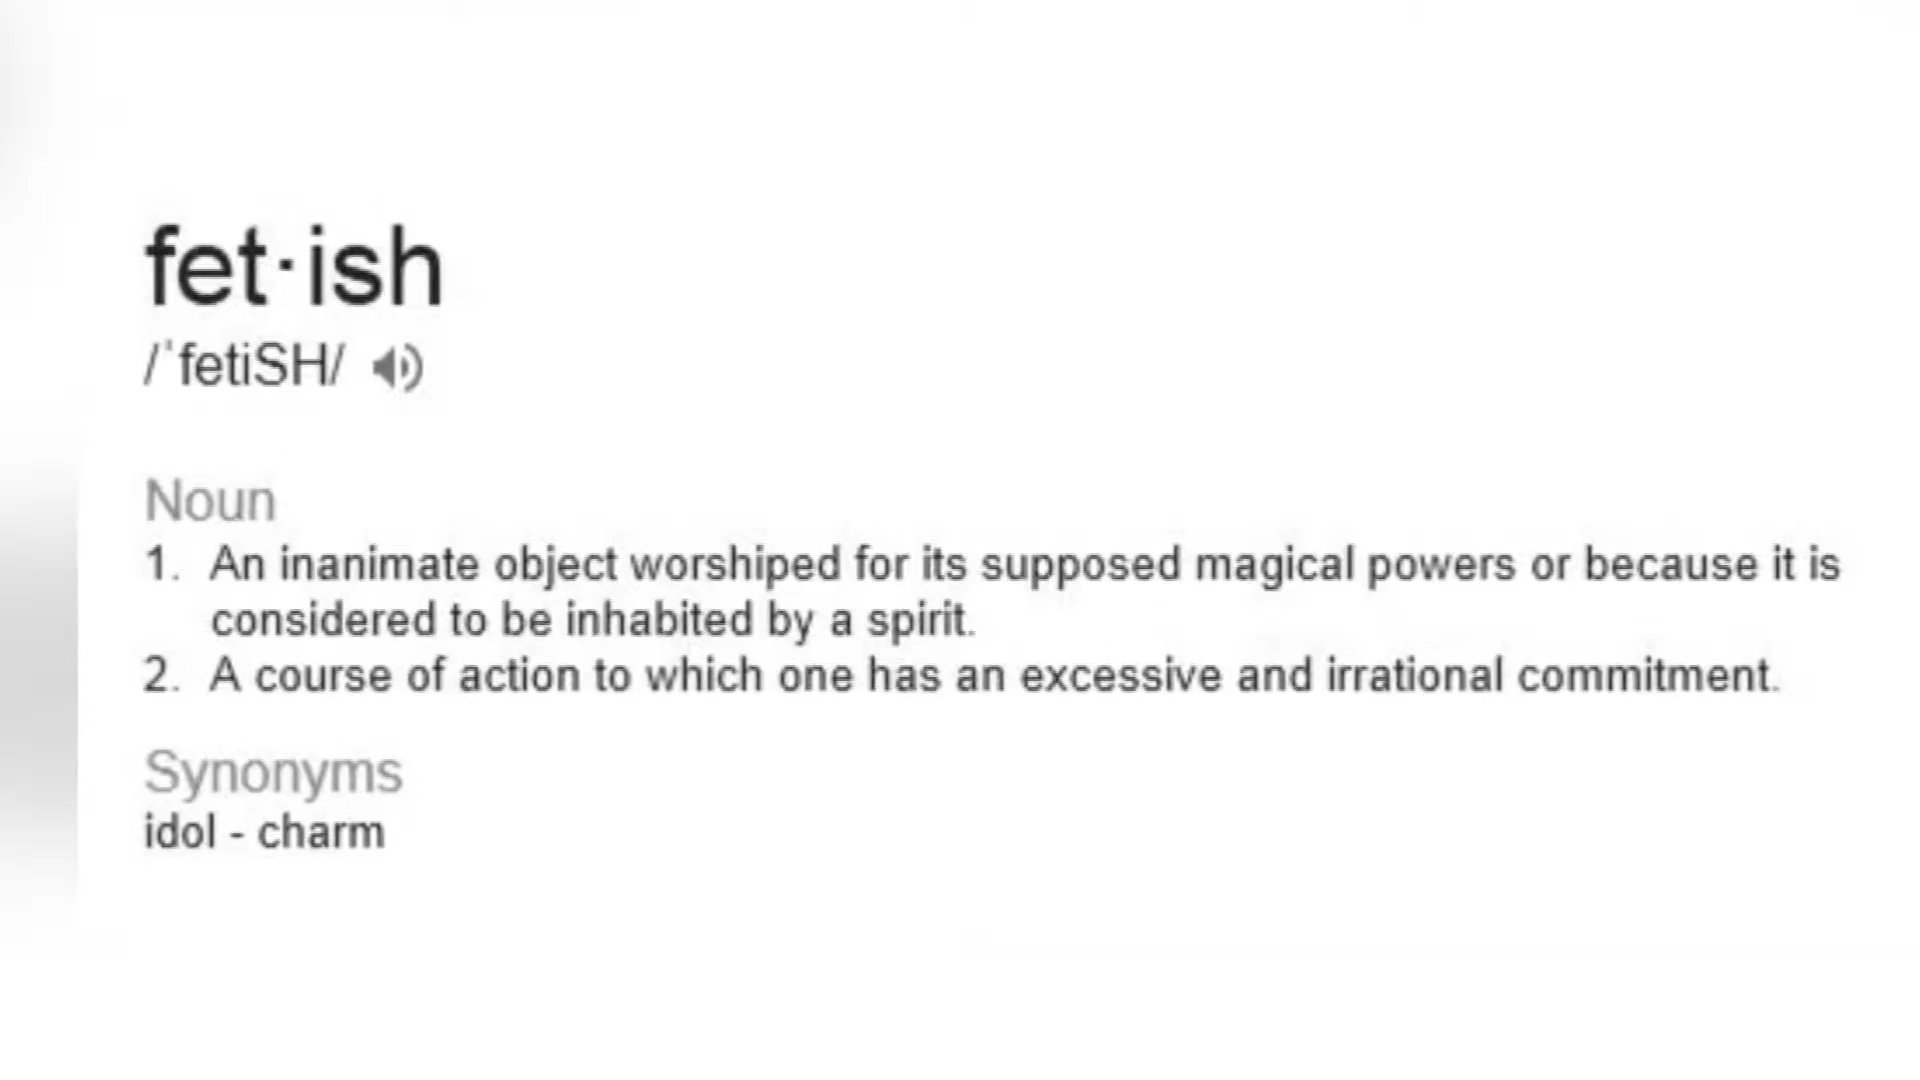 fet·ish
/ˈfetiSH/
Noun
1. An inanimate object worshiped for its supposed magical powers or because it is
considered to be inhabited by a spirit.
2. A course of action to which one has an excessive and irrational commitment.
Synonyms
idol - charm